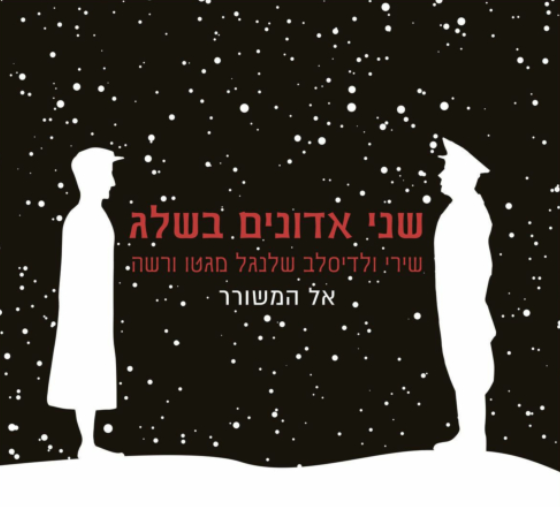 שני אדונים בשלג
שירי ולדיסלב שלנגל מגטו ורשה
אל המשורר